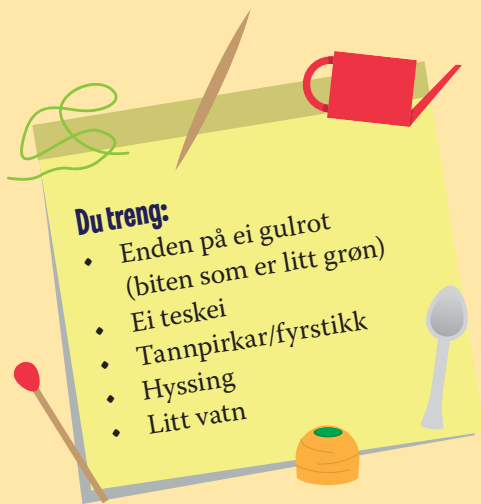 Du treng:
• Enden på ei gulrot
(biten som er litt grøn)
• Ei teskei
• Tannpirkar/fyrstikk
• Hyssing
• Litt vatn